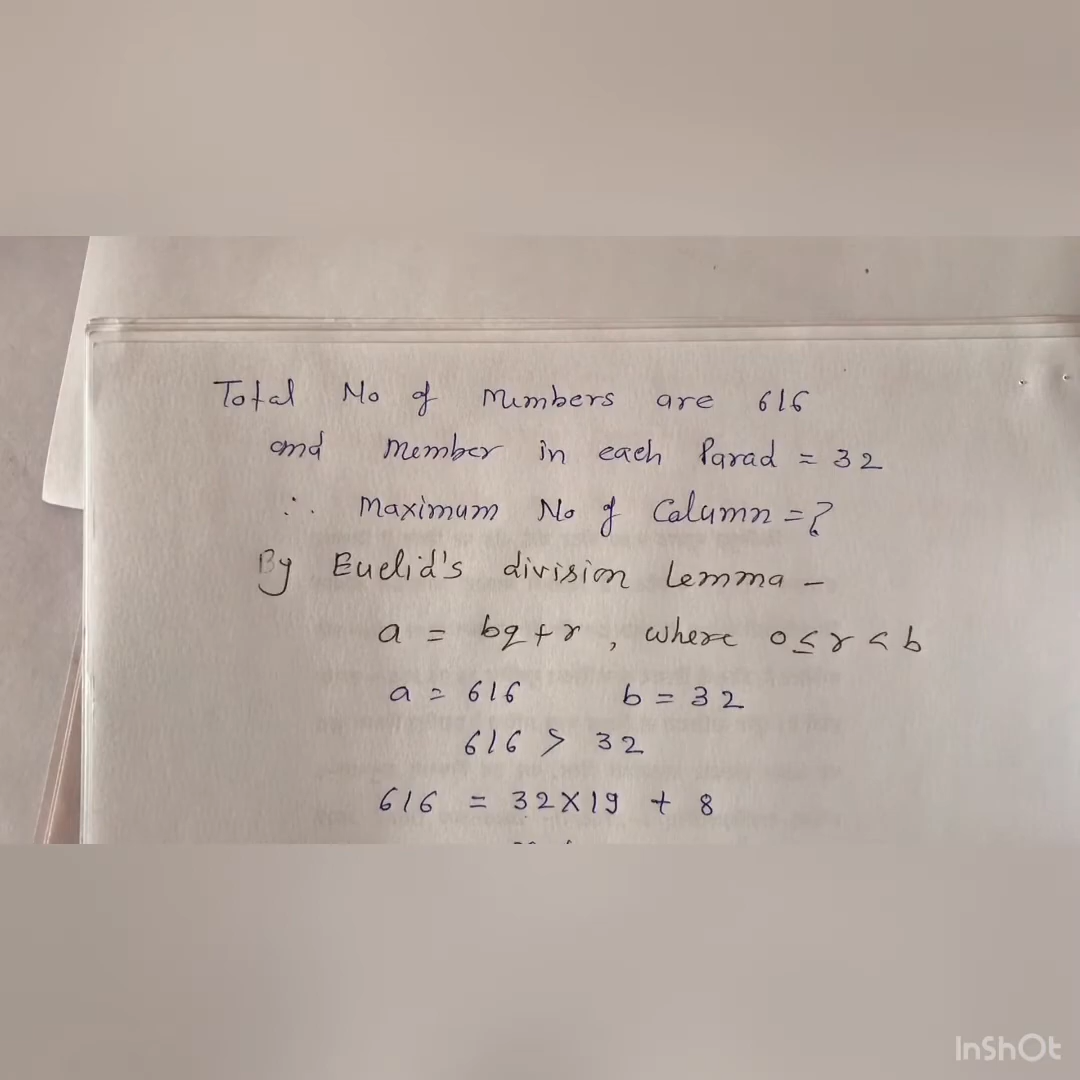 Total No of Mumbers are 616
and Member in each Parad = 32
∴ Maximum No of Column = ?
By Euclid's division Lemma –
a = bq + r , where 0 ≤ r < b
a = 616 b = 32
616 > 32
616 = 32 × 19 + 8
InShOt